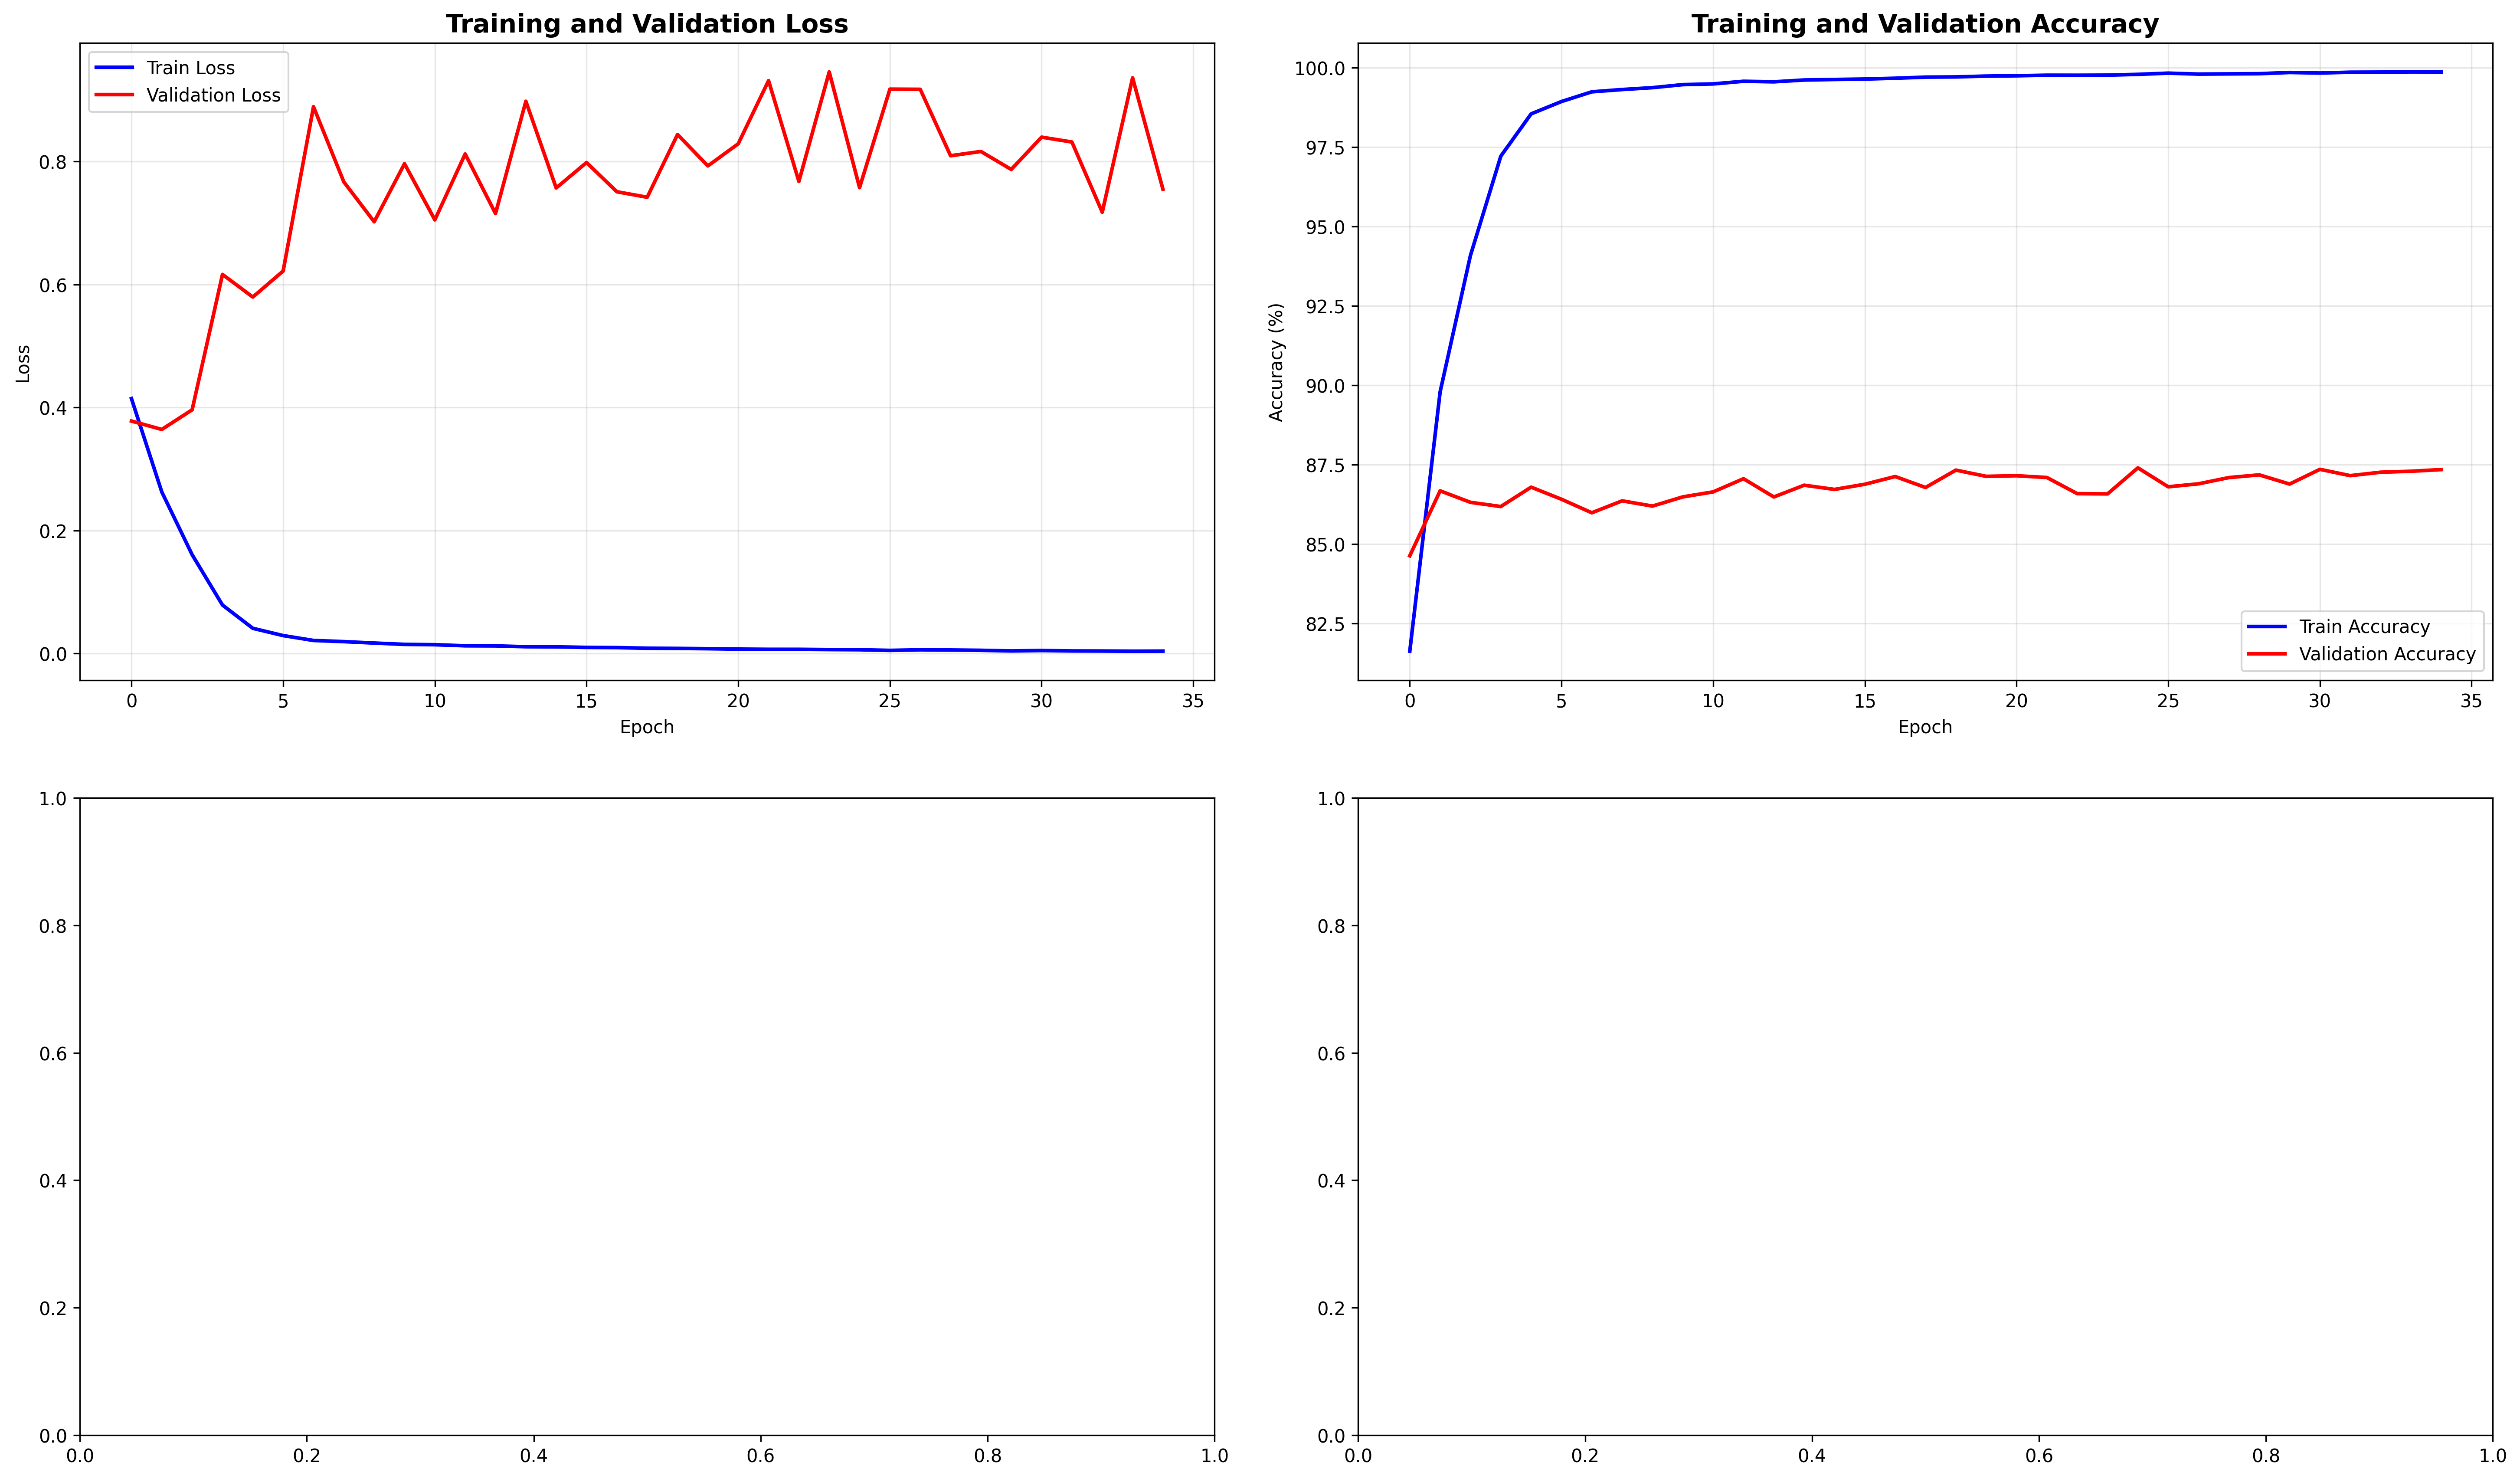 Training and Validation Loss
Train Loss
Validation Loss
Loss
0.8
0.6
0.4
0.2
0.0
0 5 10 15 20 25 30 35
Epoch
Training and Validation Accuracy
Accuracy (%)
100.0
97.5
95.0
92.5
90.0
87.5
85.0
82.5
Train Accuracy
Validation Accuracy
0 5 10 15 20 25 30 35
Epoch
1.0
0.8
0.6
0.4
0.2
0.0
0.0 0.2 0.4 0.6 0.8 1.0
1.0
0.8
0.6
0.4
0.2
0.0
0.0 0.2 0.4 0.6 0.8 1.0